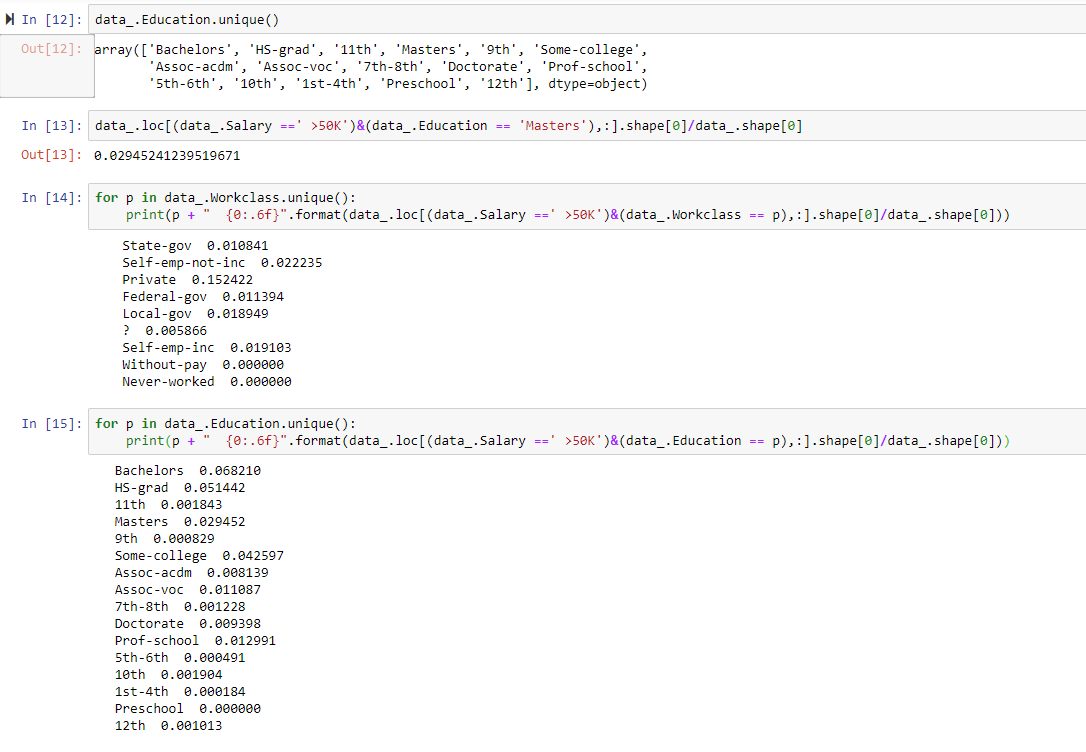 In [12]: data_.Education.unique()
Out[12]: array(['Bachelors', 'HS-grad', '11th', 'Masters', '9th', 'Some-college',
'Assoc-acdm', 'Assoc-voc', '7th-8th', 'Doctorate', 'Prof-school',
'5th-6th', '10th', '1st-4th', 'Preschool', '12th'], dtype=object)
In [13]: data_.loc[(data_.Salary ==' >50K')&(data_.Education == 'Masters'),:].shape[0]/data_.shape[0]
Out[13]: 0.02945241239519671
In [14]: for p in data_.Workclass.unique():
print(p + "  {0:.6f}".format(data_.loc[(data_.Salary ==' >50K')&(data_.Workclass == p),:].shape[0]/data_.shape[0]))
State-gov  0.010841
Self-emp-not-inc  0.022235
Private  0.152422
Federal-gov  0.011394
Local-gov  0.018949
?  0.005866
Self-emp-inc  0.019103
Without-pay  0.000000
Never-worked  0.000000
In [15]: for p in data_.Education.unique():
print(p + "  {0:.6f}".format(data_.loc[(data_.Salary ==' >50K')&(data_.Education == p),:].shape[0]/data_.shape[0]))
Bachelors  0.068210
HS-grad  0.051442
11th  0.001843
Masters  0.029452
9th  0.000829
Some-college  0.042597
Assoc-acdm  0.008139
Assoc-voc  0.011087
7th-8th  0.001228
Doctorate  0.009398
Prof-school  0.012991
5th-6th  0.000491
10th  0.001904
1st-4th  0.000184
Preschool  0.000000
12th  0.001013